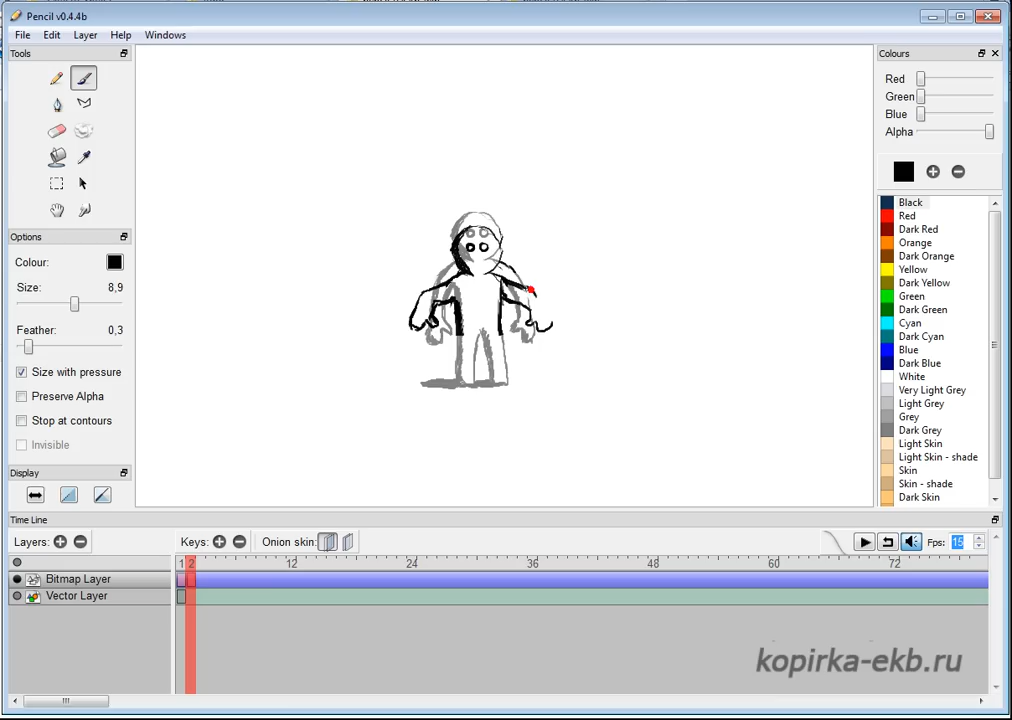 Pencil v0.4.4b
File Edit Layer Help Windows
Tools
Options
Colour:
Size: 8,9
Feather: 0,3
Size with pressure
Preserve Alpha
Stop at contours
Invisible
Display
Colours
Red
Green
Blue
Alpha
Black
Red
Dark Red
Orange
Dark Orange
Yellow
Dark Yellow
Green
Dark Green
Cyan
Dark Cyan
Blue
Dark Blue
White
Very Light Grey
Light Grey
Grey
Dark Grey
Light Skin
Light Skin - shade
Skin
Skin - shade
Dark Skin
Time Line
Layers: Keys: Onion skin: Fps: 15
1 2 12 24 36 48 60 72
Bitmap Layer
Vector Layer
kopirka-ekb.ru